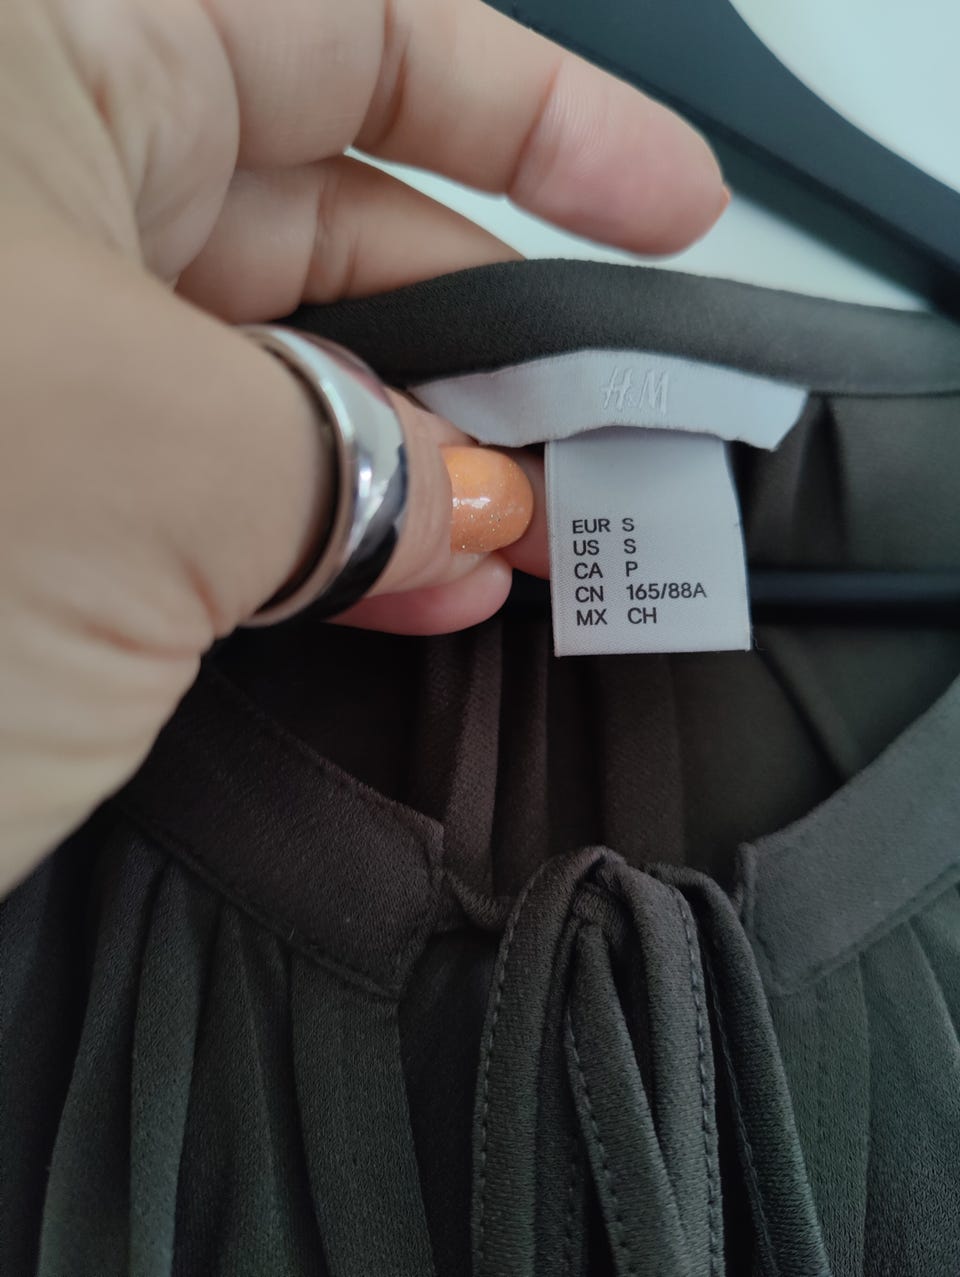 H&M
EUR S
US S
CA P
CN 165/88A
MX CH